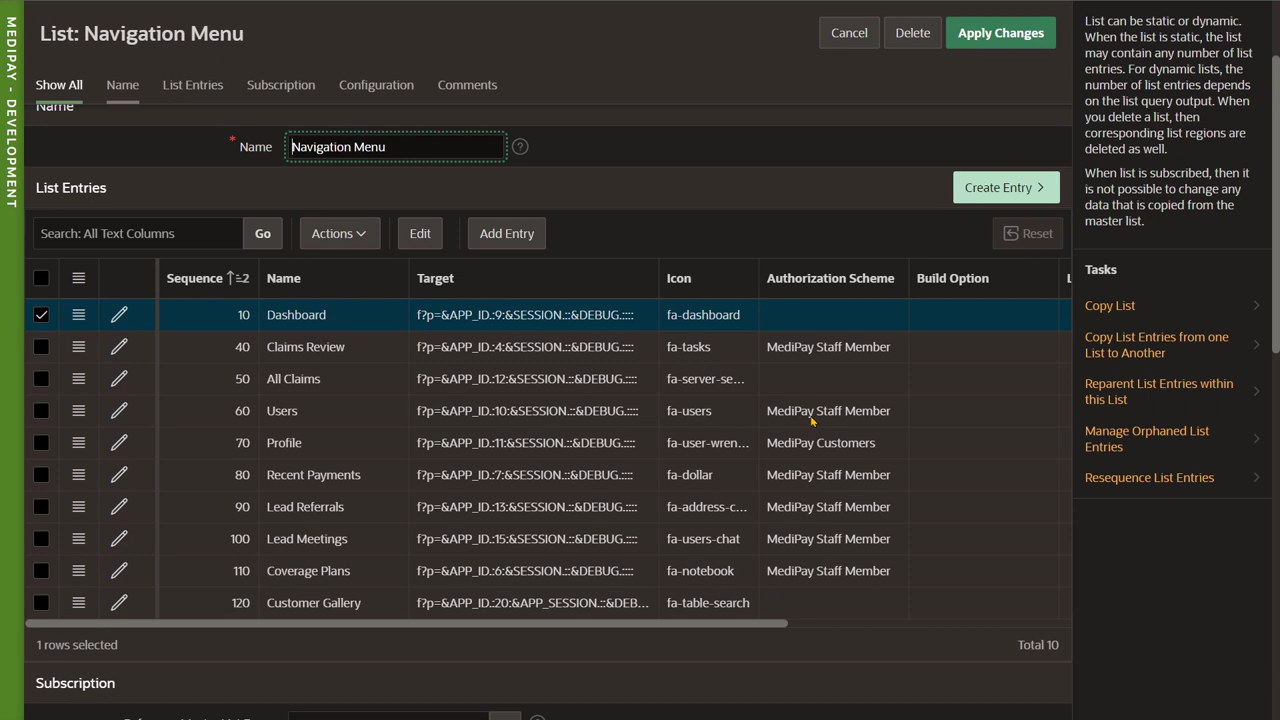 MEDIPAY - DEVELOPMENT
List: Navigation Menu
Cancel
Delete
Apply Changes
Show All
Name
List Entries
Subscription
Configuration
Comments
Name
* Name
Navigation Menu
List Entries
Create Entry
Search: All Text Columns
Go
Actions
Edit
Add Entry
Reset
Sequence 2 Name Target Icon Authorization Scheme Build Option
10 Dashboard f?p=&APP_ID.:9:&SESSION.::&DEBUG.:::: fa-dashboard
40 Claims Review f?p=&APP_ID.:4:&SESSION.::&DEBUG.:::: fa-tasks MediPay Staff Member
50 All Claims f?p=&APP_ID.:12:&SESSION.::&DEBUG.:::: fa-server-se...
60 Users f?p=&APP_ID.:10:&SESSION.::&DEBUG.:::: fa-users MediPay Staff Member
70 Profile f?p=&APP_ID.:11:&SESSION.::&DEBUG.:::: fa-user-wren... MediPay Customers
80 Recent Payments f?p=&APP_ID.:7:&SESSION.::&DEBUG.:::: fa-dollar MediPay Staff Member
90 Lead Referrals f?p=&APP_ID.:13:&SESSION.::&DEBUG.:::: fa-address-c... MediPay Staff Member
100 Lead Meetings f?p=&APP_ID.:15:&SESSION.::&DEBUG.:::: fa-users-chat MediPay Staff Member
110 Coverage Plans f?p=&APP_ID.:6:&SESSION.::&DEBUG.:::: fa-notebook MediPay Staff Member
120 Customer Gallery f?p=&APP_ID.:20:&APP_SESSION.::&DEB... fa-table-search
1 rows selected
Total 10
Subscription
List can be static or dynamic.
When the list is static, the list
may contain any number of list
entries. For dynamic lists, the
number of list entries depends
on the list query output. When
you delete a list, then
corresponding list regions are
deleted as well.
When list is subscribed, then it
is not possible to change any
data that is copied from the
master list.
Tasks
Copy List
Copy List Entries from one
List to Another
Reparent List Entries within
this List
Manage Orphaned List
Entries
Resequence List Entries